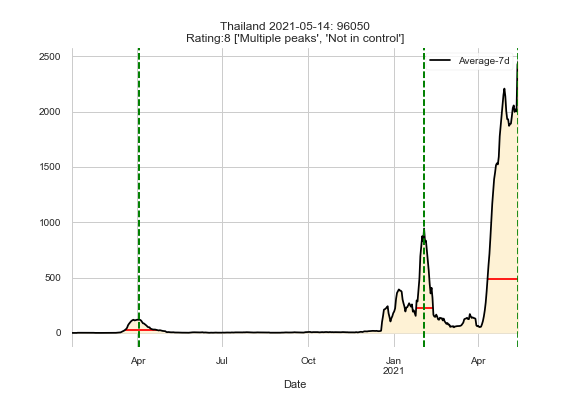 Thailand 2021-05-14: 96050
Rating:8 ['Multiple peaks', 'Not in control']
Average-7d
2500
2000
1500
1000
500
0
Apr
Jul
Oct
Jan
2021
Apr
Date